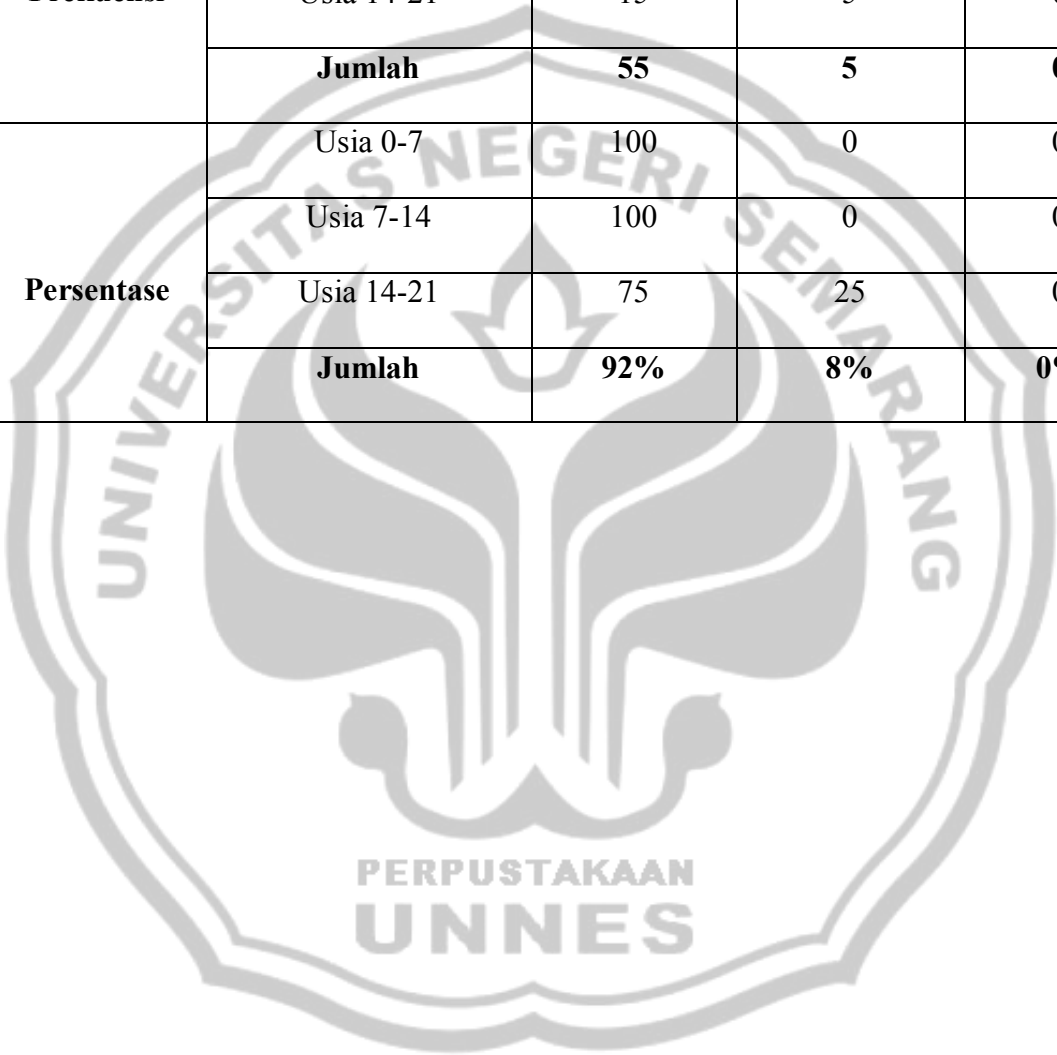 Usia 14-21 15 5
Jumlah 55 5
Usia 0-7 100 0
Usia 7-14 100 0
Persentase Usia 14-21 75 25
Jumlah 92% 8%
UNIVERSITAS NEGERI SEMARANG
PERPUSTAKAAN
UNNES